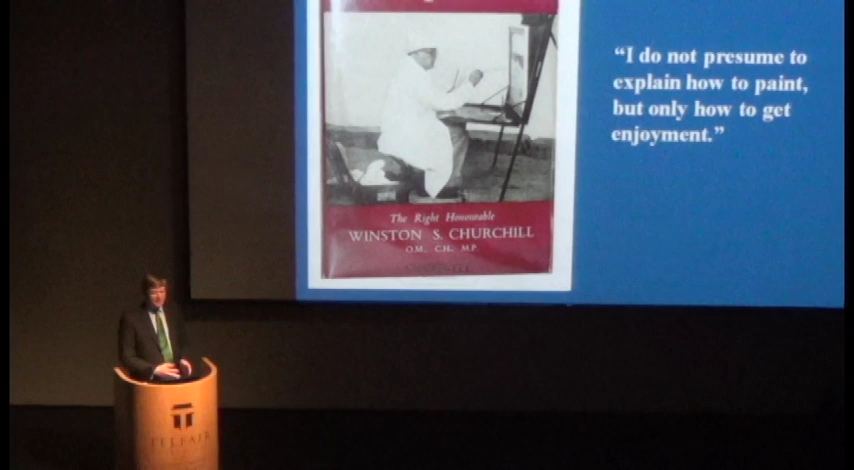 “I do not presume to
explain how to paint,
but only how to get
enjoyment.”
The Right Honourable
WINSTON S. CHURCHILL
O.M. C.H. M.P.
TELFAIR